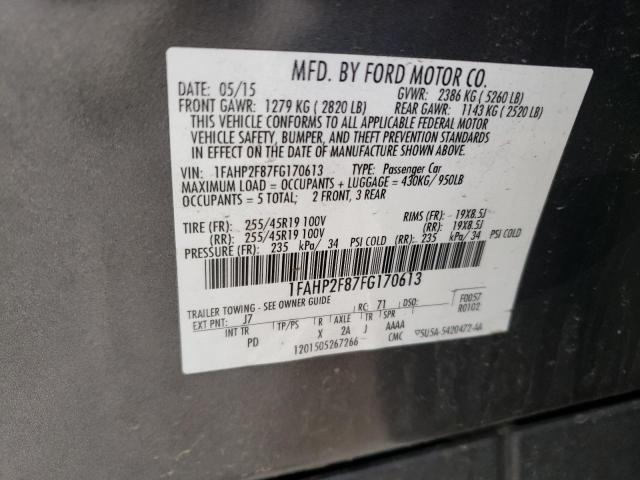 MFD. BY FORD MOTOR CO.
DATE: 05/15 GVWR: 2386 KG ( 5260 LB)
FRONT GAWR: 1279 KG ( 2820 LB) REAR GAWR: 1143 KG ( 2520 LB)
THIS VEHICLE CONFORMS TO ALL APPLICABLE FEDERAL MOTOR
VEHICLE SAFETY, BUMPER, AND THEFT PREVENTION STANDARDS
IN EFFECT ON THE DATE OF MANUFACTURE SHOWN ABOVE.
VIN: 1FAHP2F87FG170613 TYPE: Passenger Car
MAXIMUM LOAD = OCCUPANTS + LUGGAGE = 430KG/ 950LB
OCCUPANTS = 5 TOTAL; 2 FRONT, 3 REAR
TIRE (FR): 255/45R19 100V RIMS (FR): 19X8.5J
(RR): 255/45R19 100V (RR): 19X8.5J
PRESSURE (FR): 235 kPa/ 34 PSI COLD (RR): 235 kPa/ 34 PSI COLD
1FAHP2F87FG170613
TRAILER TOWING - SEE OWNER GUIDE RC: 71 DSO: F0057
EXT PNT: J7 R0102
INT TR TP/PS R AXLE TR SPR
PD X 2A J AAAA
1201505267266 CMC 5U5A-5420472-AA